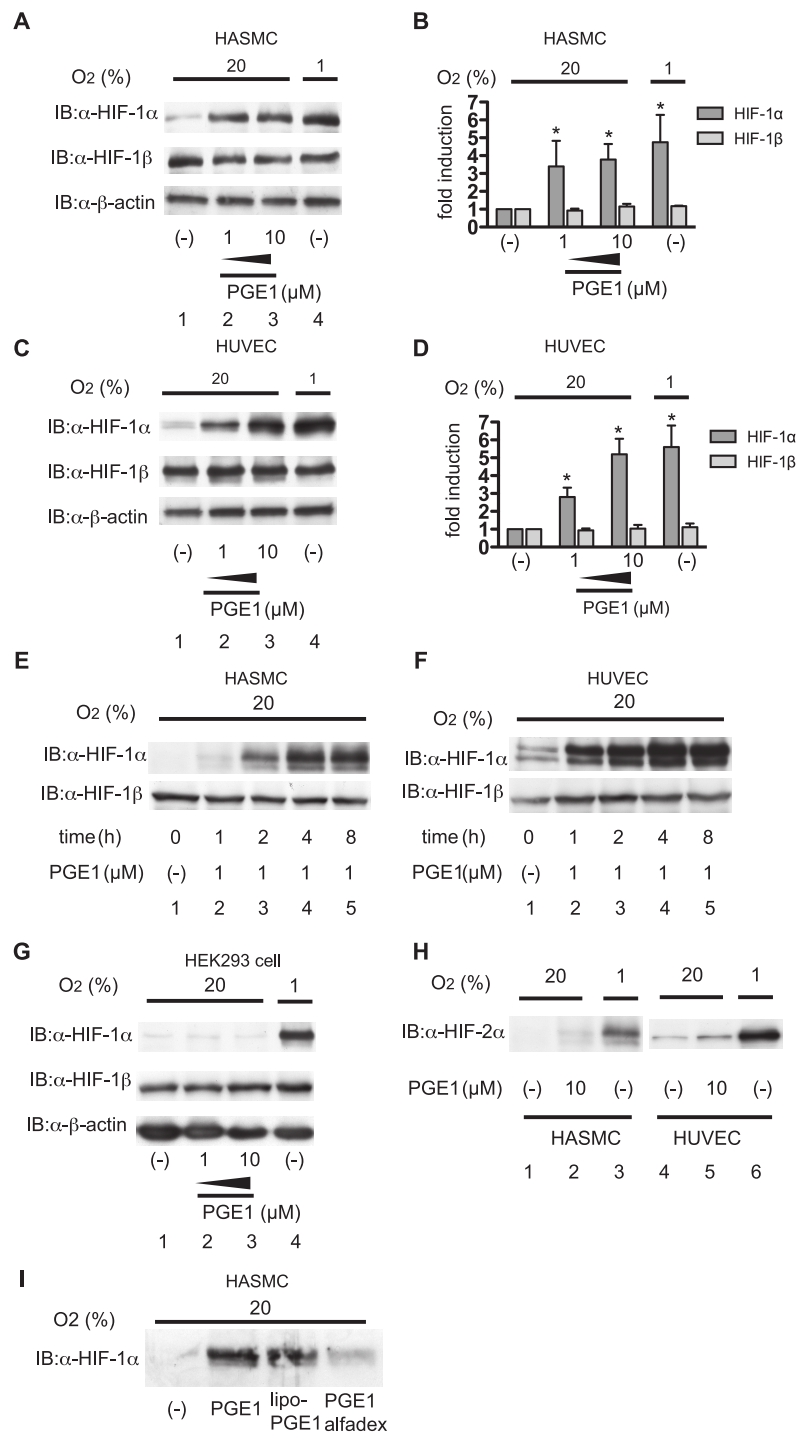 A
HASMC
O2 (%)
20
1
IB:α-HIF-1α
IB:α-HIF-1β
IB:α-β-actin
(-)
1
10
(-)
PGE1 (μM)
1
2
3
4
B
HASMC
O2 (%)
20
1
fold induction
7
6
5
4
3
2
1
0
*
*
*
HIF-1α
HIF-1β
(-)
1
10
(-)
PGE1 (μM)
C
HUVEC
O2 (%)
20
1
IB:α-HIF-1α
IB:α-HIF-1β
IB:α-β-actin
(-)
1
10
(-)
PGE1 (μM)
1
2
3
4
D
HUVEC
O2 (%)
20
1
fold induction
7
6
5
4
3
2
1
0
*
*
*
HIF-1α
HIF-1β
(-)
1
10
(-)
PGE1 (μM)
E
HASMC
O2 (%)
20
IB:α-HIF-1α
IB:α-HIF-1β
time (h) 0 1 2 4 8
PGE1 (μM) (-) 1 1 1 1
1 2 3 4 5
F
HUVEC
O2 (%)
20
IB:α-HIF-1α
IB:α-HIF-1β
time (h) 0 1 2 4 8
PGE1 (μM) (-) 1 1 1 1
1 2 3 4 5
G
HEK293 cell
O2 (%)
20
1
IB:α-HIF-1α
IB:α-HIF-1β
IB:α-β-actin
(-)
1
10
(-)
PGE1 (μM)
1
2
3
4
H
O2 (%)
20 1 20 1
IB:α-HIF-2α
PGE1 (μM) (-) 10 (-) (-) 10 (-)
HASMC HUVEC
1 2 3 4 5 6
I
HASMC
O2 (%)
20
IB:α-HIF-1α
(-)
PGE1
lipo-
PGE1
PGE1
alfadex